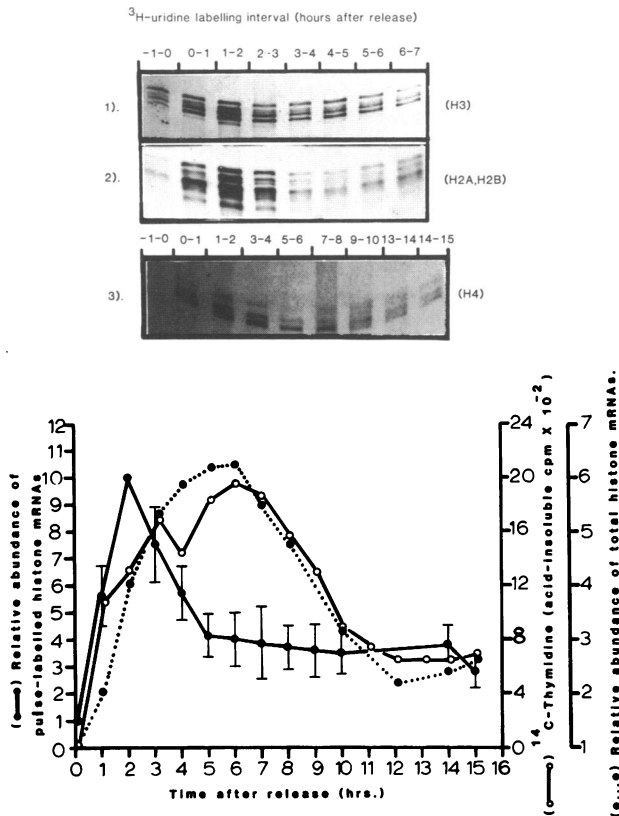 ³H-uridine labelling interval (hours after release)
-1-0 0-1 1-2 2-3 3-4 4-5 5-6 6-7
1). (H3)
2). (H2A,H2B)
-1-0 0-1 1-2 3-4 5-6 7-8 9-10 13-14 14-15
3). (H4)
(●—●) Relative abundance of
pulse-labelled histone mRNAs
12
11
10
9
8
7
6
5
4
3
2
1
0
0 1 2 3 4 5 6 7 8 9 10 11 12 13 14 15 16
Time after release (hrs.)
24
20
16
12
8
4
0
(○—○) ¹⁴C-Thymidine (acid-insoluble cpm X 10⁻²)
7
6
5
4
3
2
1
(●...●) Relative abundance of total histone mRNAs.